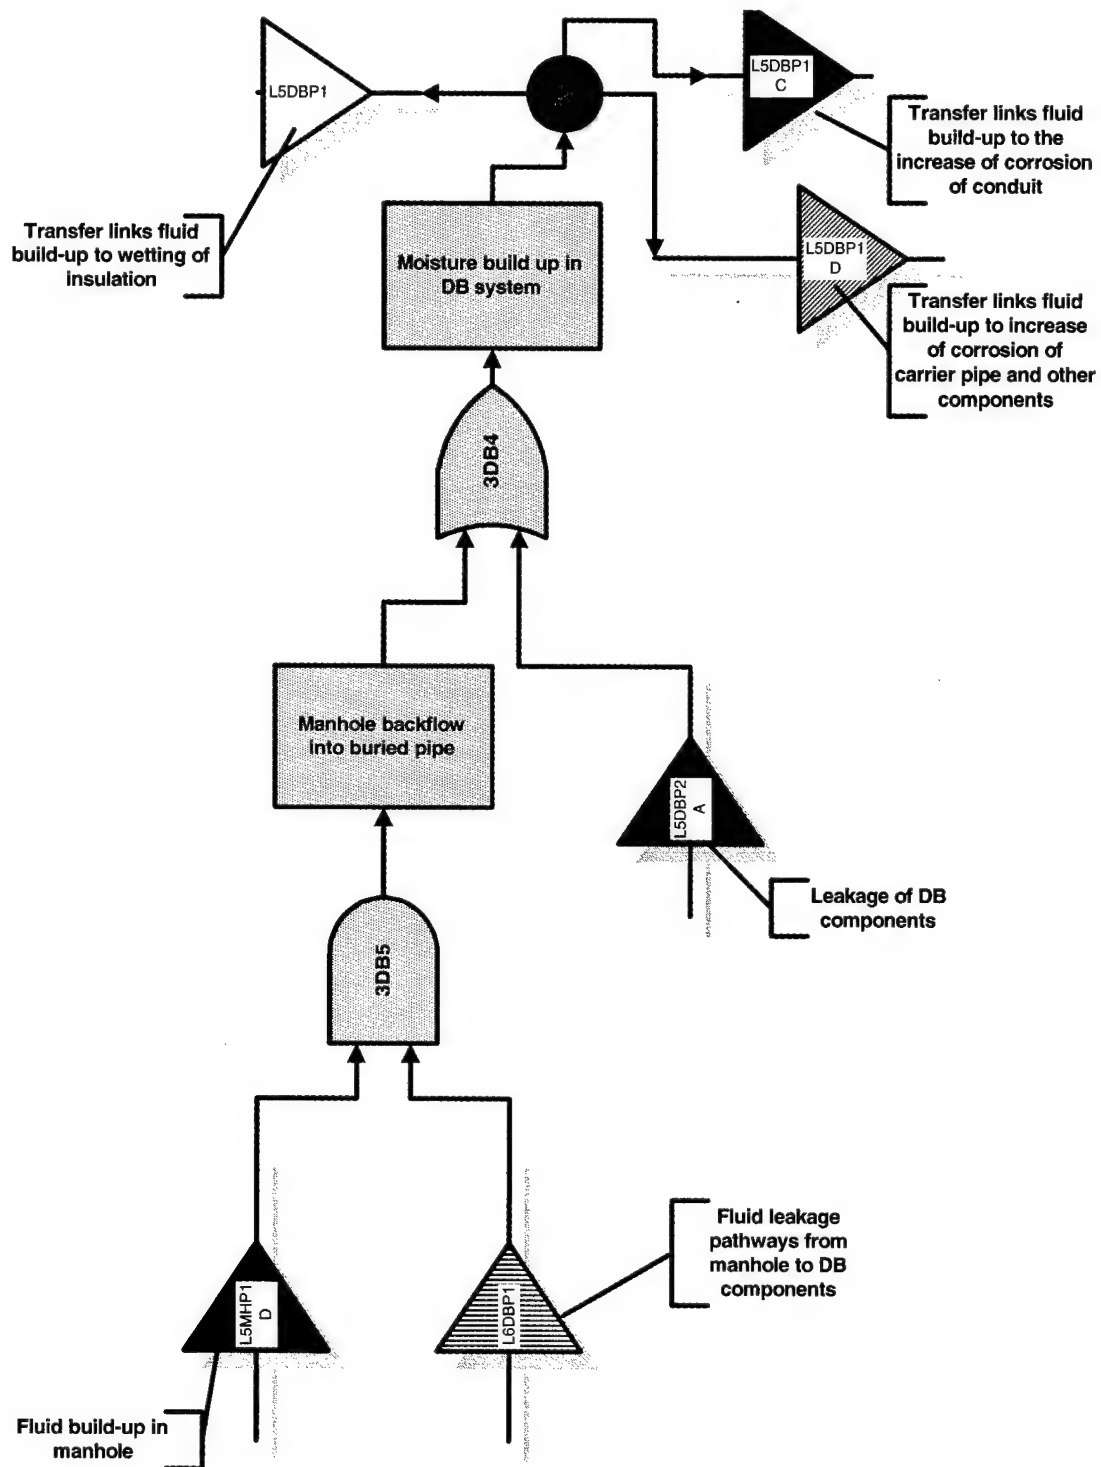 L5DBP1
L5DBP1
C
Transfer links fluid
build-up to the
increase of corrosion
of conduit
Transfer links fluid
build-up to wetting of
insulation
Moisture build up in
DB system
L5DBP1
D
Transfer links fluid
build-up to increase
of corrosion of
carrier pipe and other
components
3DB4
Manhole backflow
into buried pipe
L5DBP2
A
Leakage of DB
components
3DB5
Fluid leakage
pathways from
manhole to DB
components
L5MHP1
D
L6DBP1
Fluid build-up in
manhole